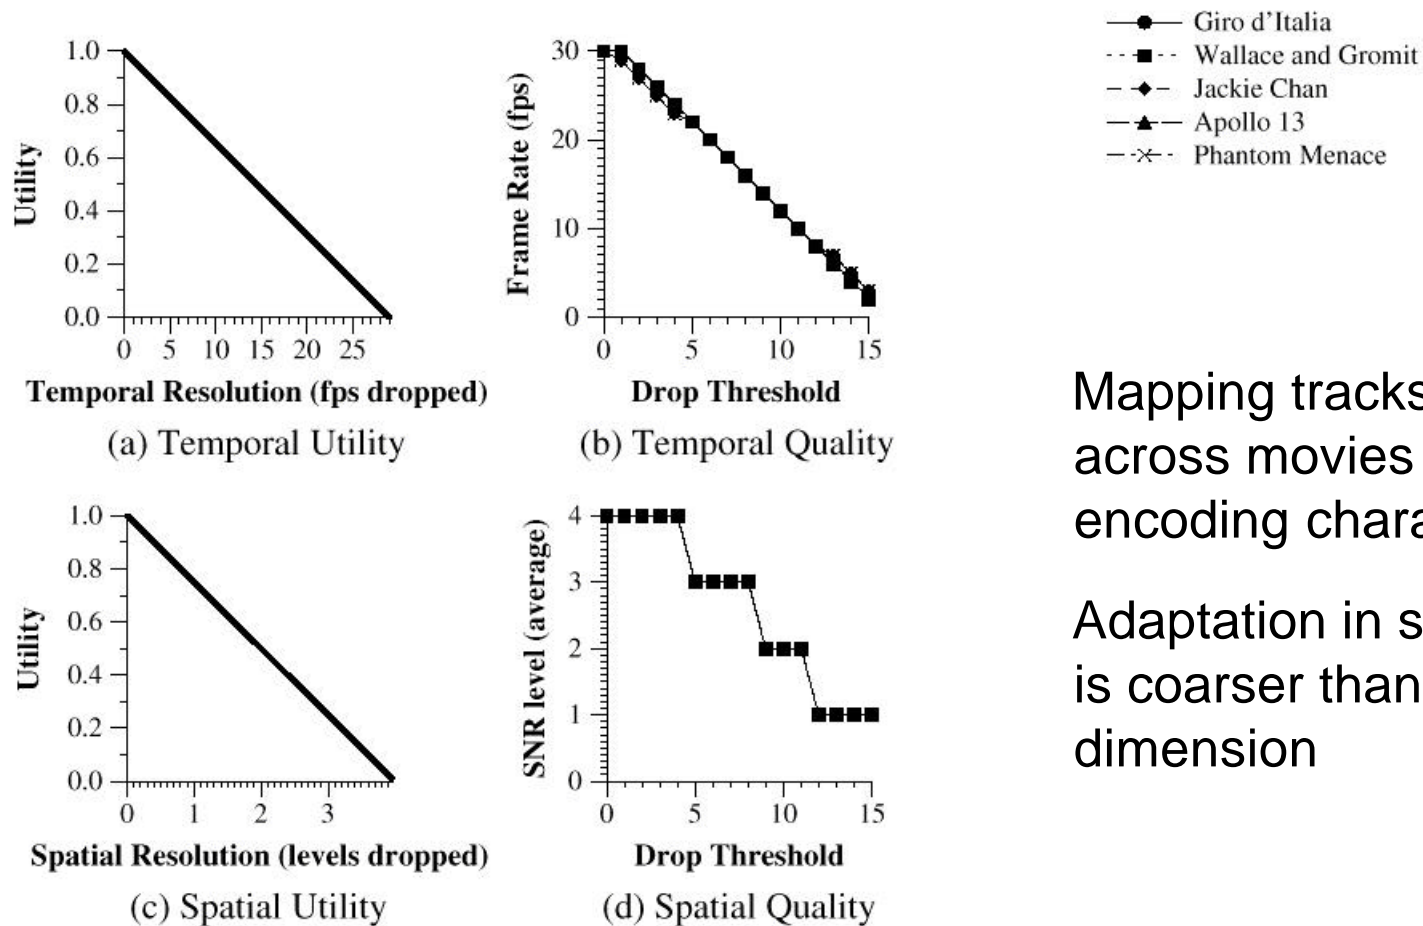 1.0
0.8
0.6
0.4
0.2
0.0
Utility
0 5 10 15 20 25
Temporal Resolution (fps dropped)
(a) Temporal Utility
30
20
10
0
Frame Rate (fps)
0 5 10 15
Drop Threshold
(b) Temporal Quality
Giro d'Italia
Wallace and Gromit
Jackie Chan
Apollo 13
Phantom Menace
1.0
0.8
0.6
0.4
0.2
0.0
Utility
0 1 2 3
Spatial Resolution (levels dropped)
(c) Spatial Utility
4
3
2
1
0
SNR level (average)
0 5 10 15
Drop Threshold
(d) Spatial Quality
Mapping tracks
across movies
encoding
Adaptation in
is coarser than
dimension